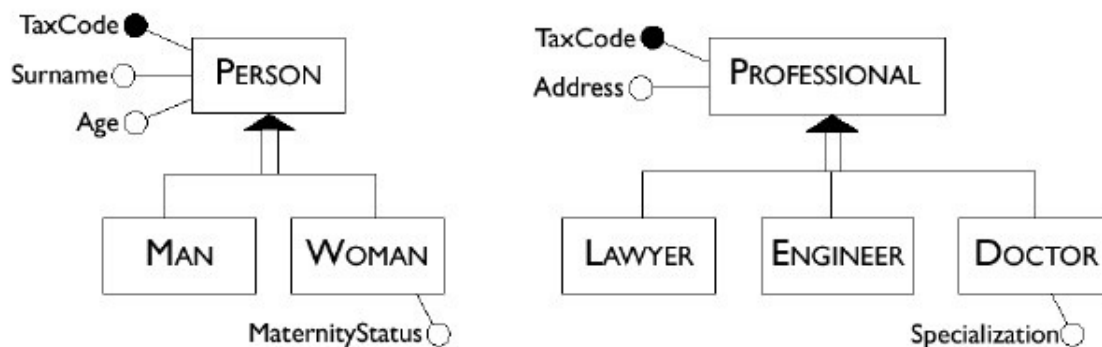 TaxCode
PERSON
Surname
Age
MAN
WOMAN
MaternityStatus
TaxCode
PROFESSIONAL
Address
LAWYER
ENGINEER
DOCTOR
Specialization